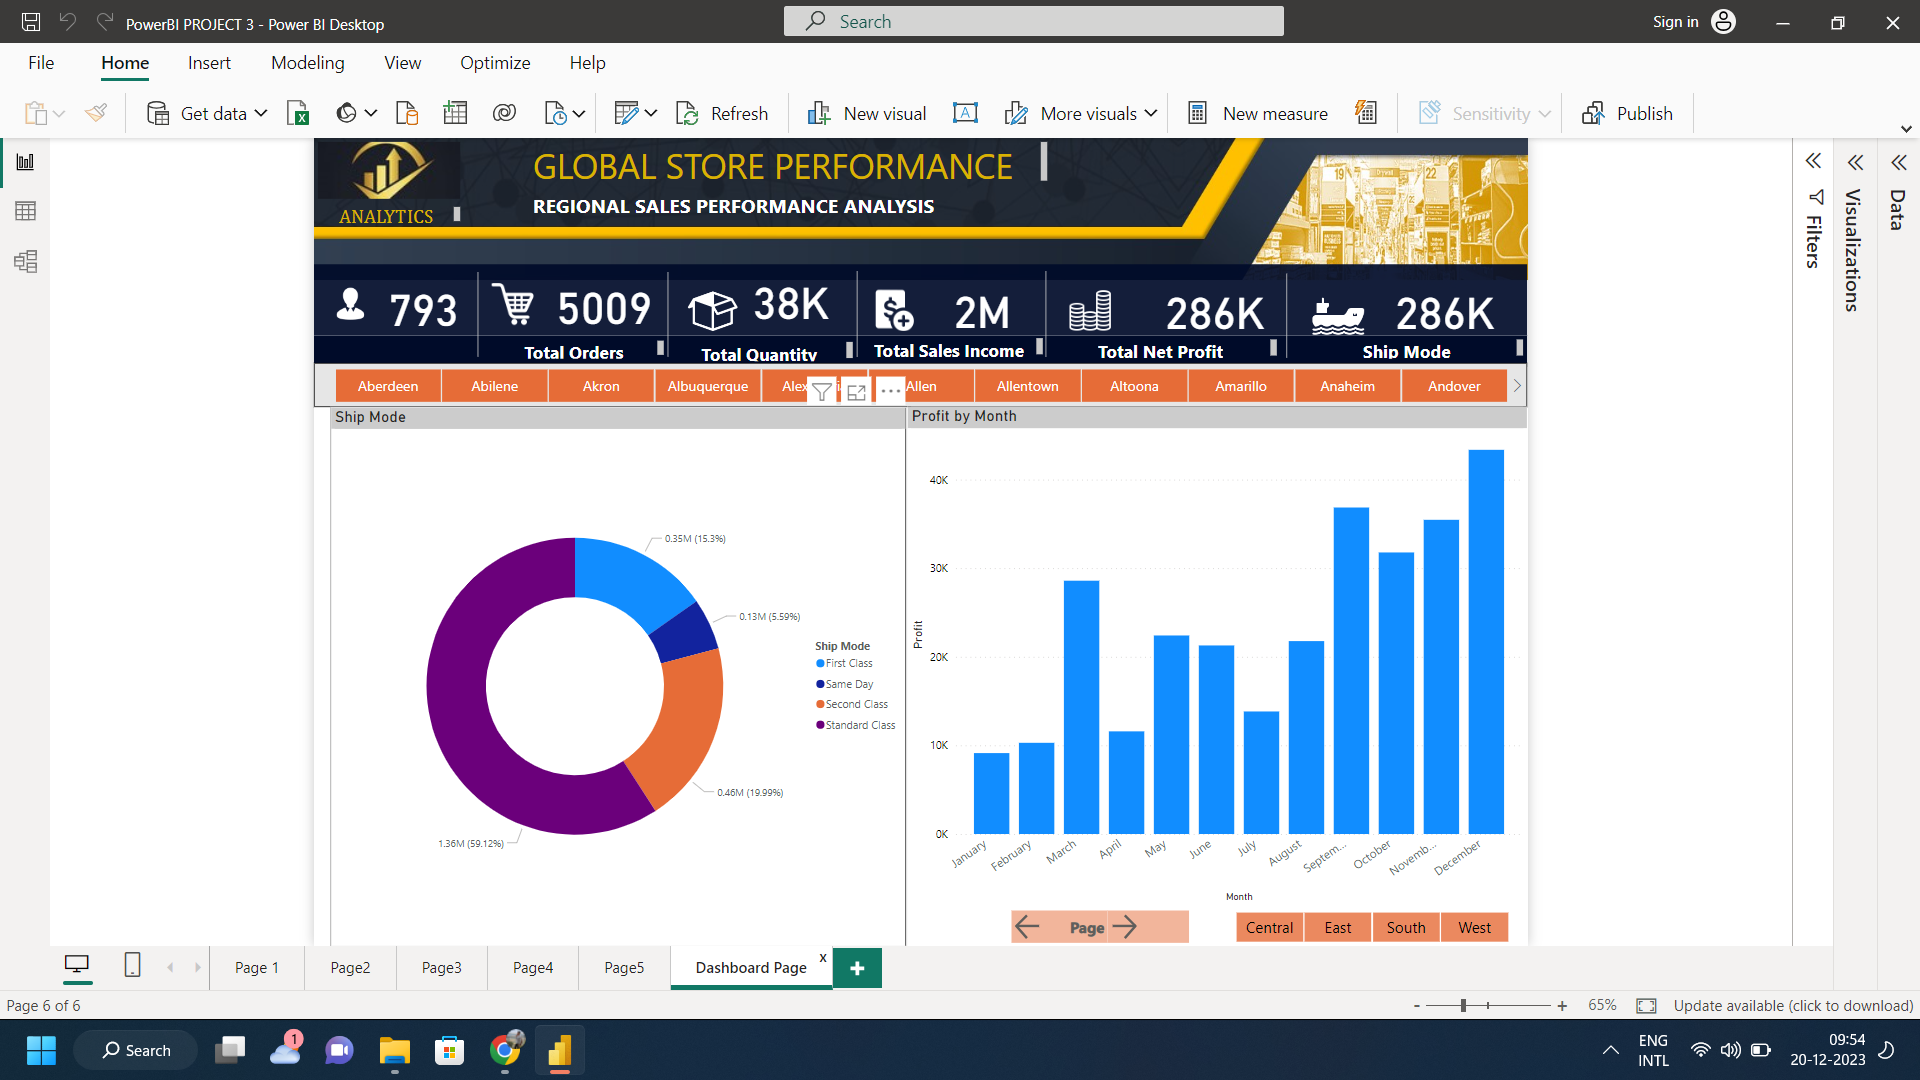 PowerBI PROJECT 3 - Power BI Desktop
Search
Sign in
File Home Insert Modeling View Optimize Help
Get data
Refresh
New visual
More visuals
New measure
Sensitivity
Publish
GLOBAL STORE PERFORMANCE
REGIONAL SALES PERFORMANCE ANALYSIS
ANALYTICS
19 22
793 5009 38K 2M 286K 286K
Total Orders Total Quantity Total Sales Income Total Net Profit Ship Mode
Aberdeen Abilene Akron Albuquerque Allen Allentown Altoona Amarillo Anaheim Andover
Filters
Visualizations
Data
Ship Mode
0.35M (15.3%)
0.13M (5.59%)
0.46M (19.99%)
1.36M (59.12%)
Ship Mode
First Class
Same Day
Second Class
Standard Class
Profit by Month
Profit
40K
30K
20K
10K
0K
January February March April May June July August Septem... October Novemb... December
Month
Page
Central East South West
Page 1 Page2 Page3 Page4 Page5 Dashboard Page x
Page 6 of 6
- + 65%
Update available (click to download)
Search
1
ENG
INTL
09:54
20-12-2023